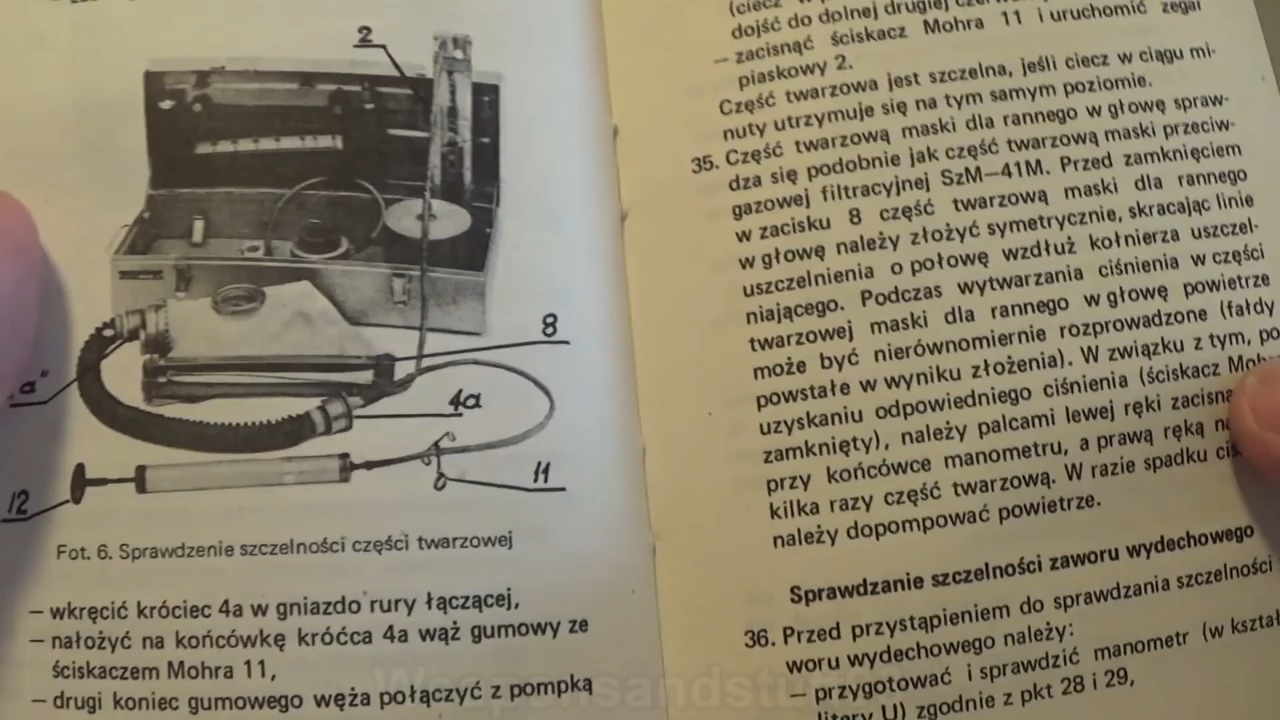 2
8
„a"
4a
11
12
Fot. 6. Sprawdzenie szczelności części twarzowej
– wkręcić króciec 4a w gniazdo rury łączącej,
– nałożyć na końcówkę króćca 4a wąż gumowy ze
ściskaczem Mohra 11,
– drugi koniec gumowego węża połączyć z pompką
(ciecz w
dojść do dolnej drugiej
– zacisnąć ściskacz Mohra 11 i uruchomić zegar
piaskowy 2.
Część twarzowa jest szczelna, jeśli ciecz w ciągu mi-
nuty utrzymuje się na tym samym poziomie.
35. Część twarzową maski dla rannego w głowę spraw-
dza się podobnie jak część twarzową maski przeciw-
gazowej filtracyjnej SzM–41M. Przed zamknięciem
w zacisku 8 część twarzową maski dla rannego
w głowę należy złożyć symetrycznie, skracając linie
uszczelnienia o połowę wzdłuż kołnierza uszczel-
niającego. Podczas wytwarzania ciśnienia w części
twarzowej maski dla rannego w głowę powietrze
może być nierównomiernie rozprowadzone (fałdy
powstałe w wyniku złożenia). W związku z tym, po
uzyskaniu odpowiedniego ciśnienia (ściskacz Mohr
zamknięty), należy palcami lewej ręki
przy końcówce manometru, a prawą ręką
kilka razy część twarzową. W razie spadku
należy dopompować powietrze.
Sprawdzanie szczelności zaworu wydechowego
36. Przed przystąpieniem do sprawdzania szczelności
woru wydechowego należy:
– przygotować i sprawdzić manometr (w kształ
litery U) zgodnie z pkt 28 i 29,
Weaponsandstuff